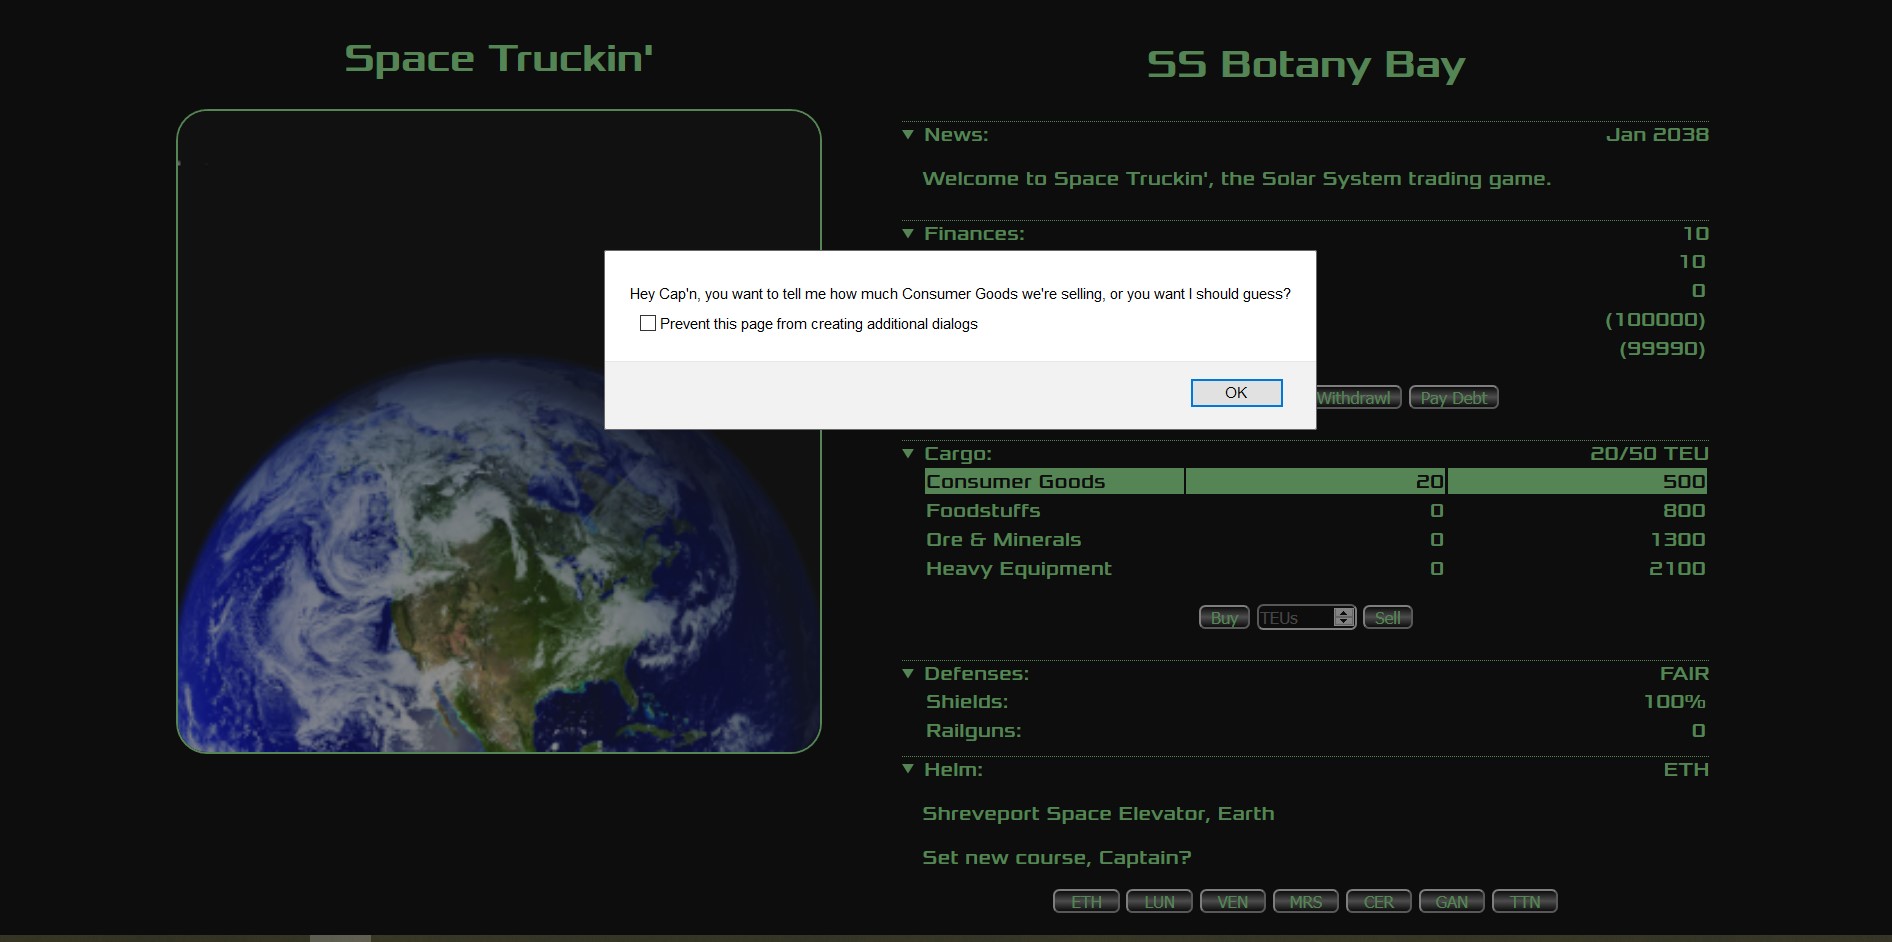 Space Truckin'
SS Botany Bay
News: Jan 2038
Welcome to Space Truckin', the Solar System trading game.
Finances: 10
10
0
(100000)
(99990)
Hey Cap'n, you want to tell me how much Consumer Goods we're selling, or you want I should guess?
Prevent this page from creating additional dialogs
OK
Withdrawl Pay Debt
Cargo: 20/50 TEU
Consumer Goods 20 500
Foodstuffs 0 800
Ore & Minerals 0 1300
Heavy Equipment 0 2100
Buy TEUs Sell
Defenses: FAIR
Shields: 100%
Railguns: 0
Helm: ETH
Shreveport Space Elevator, Earth
Set new course, Captain?
ETH LUN VEN MRS CER GAN TTN